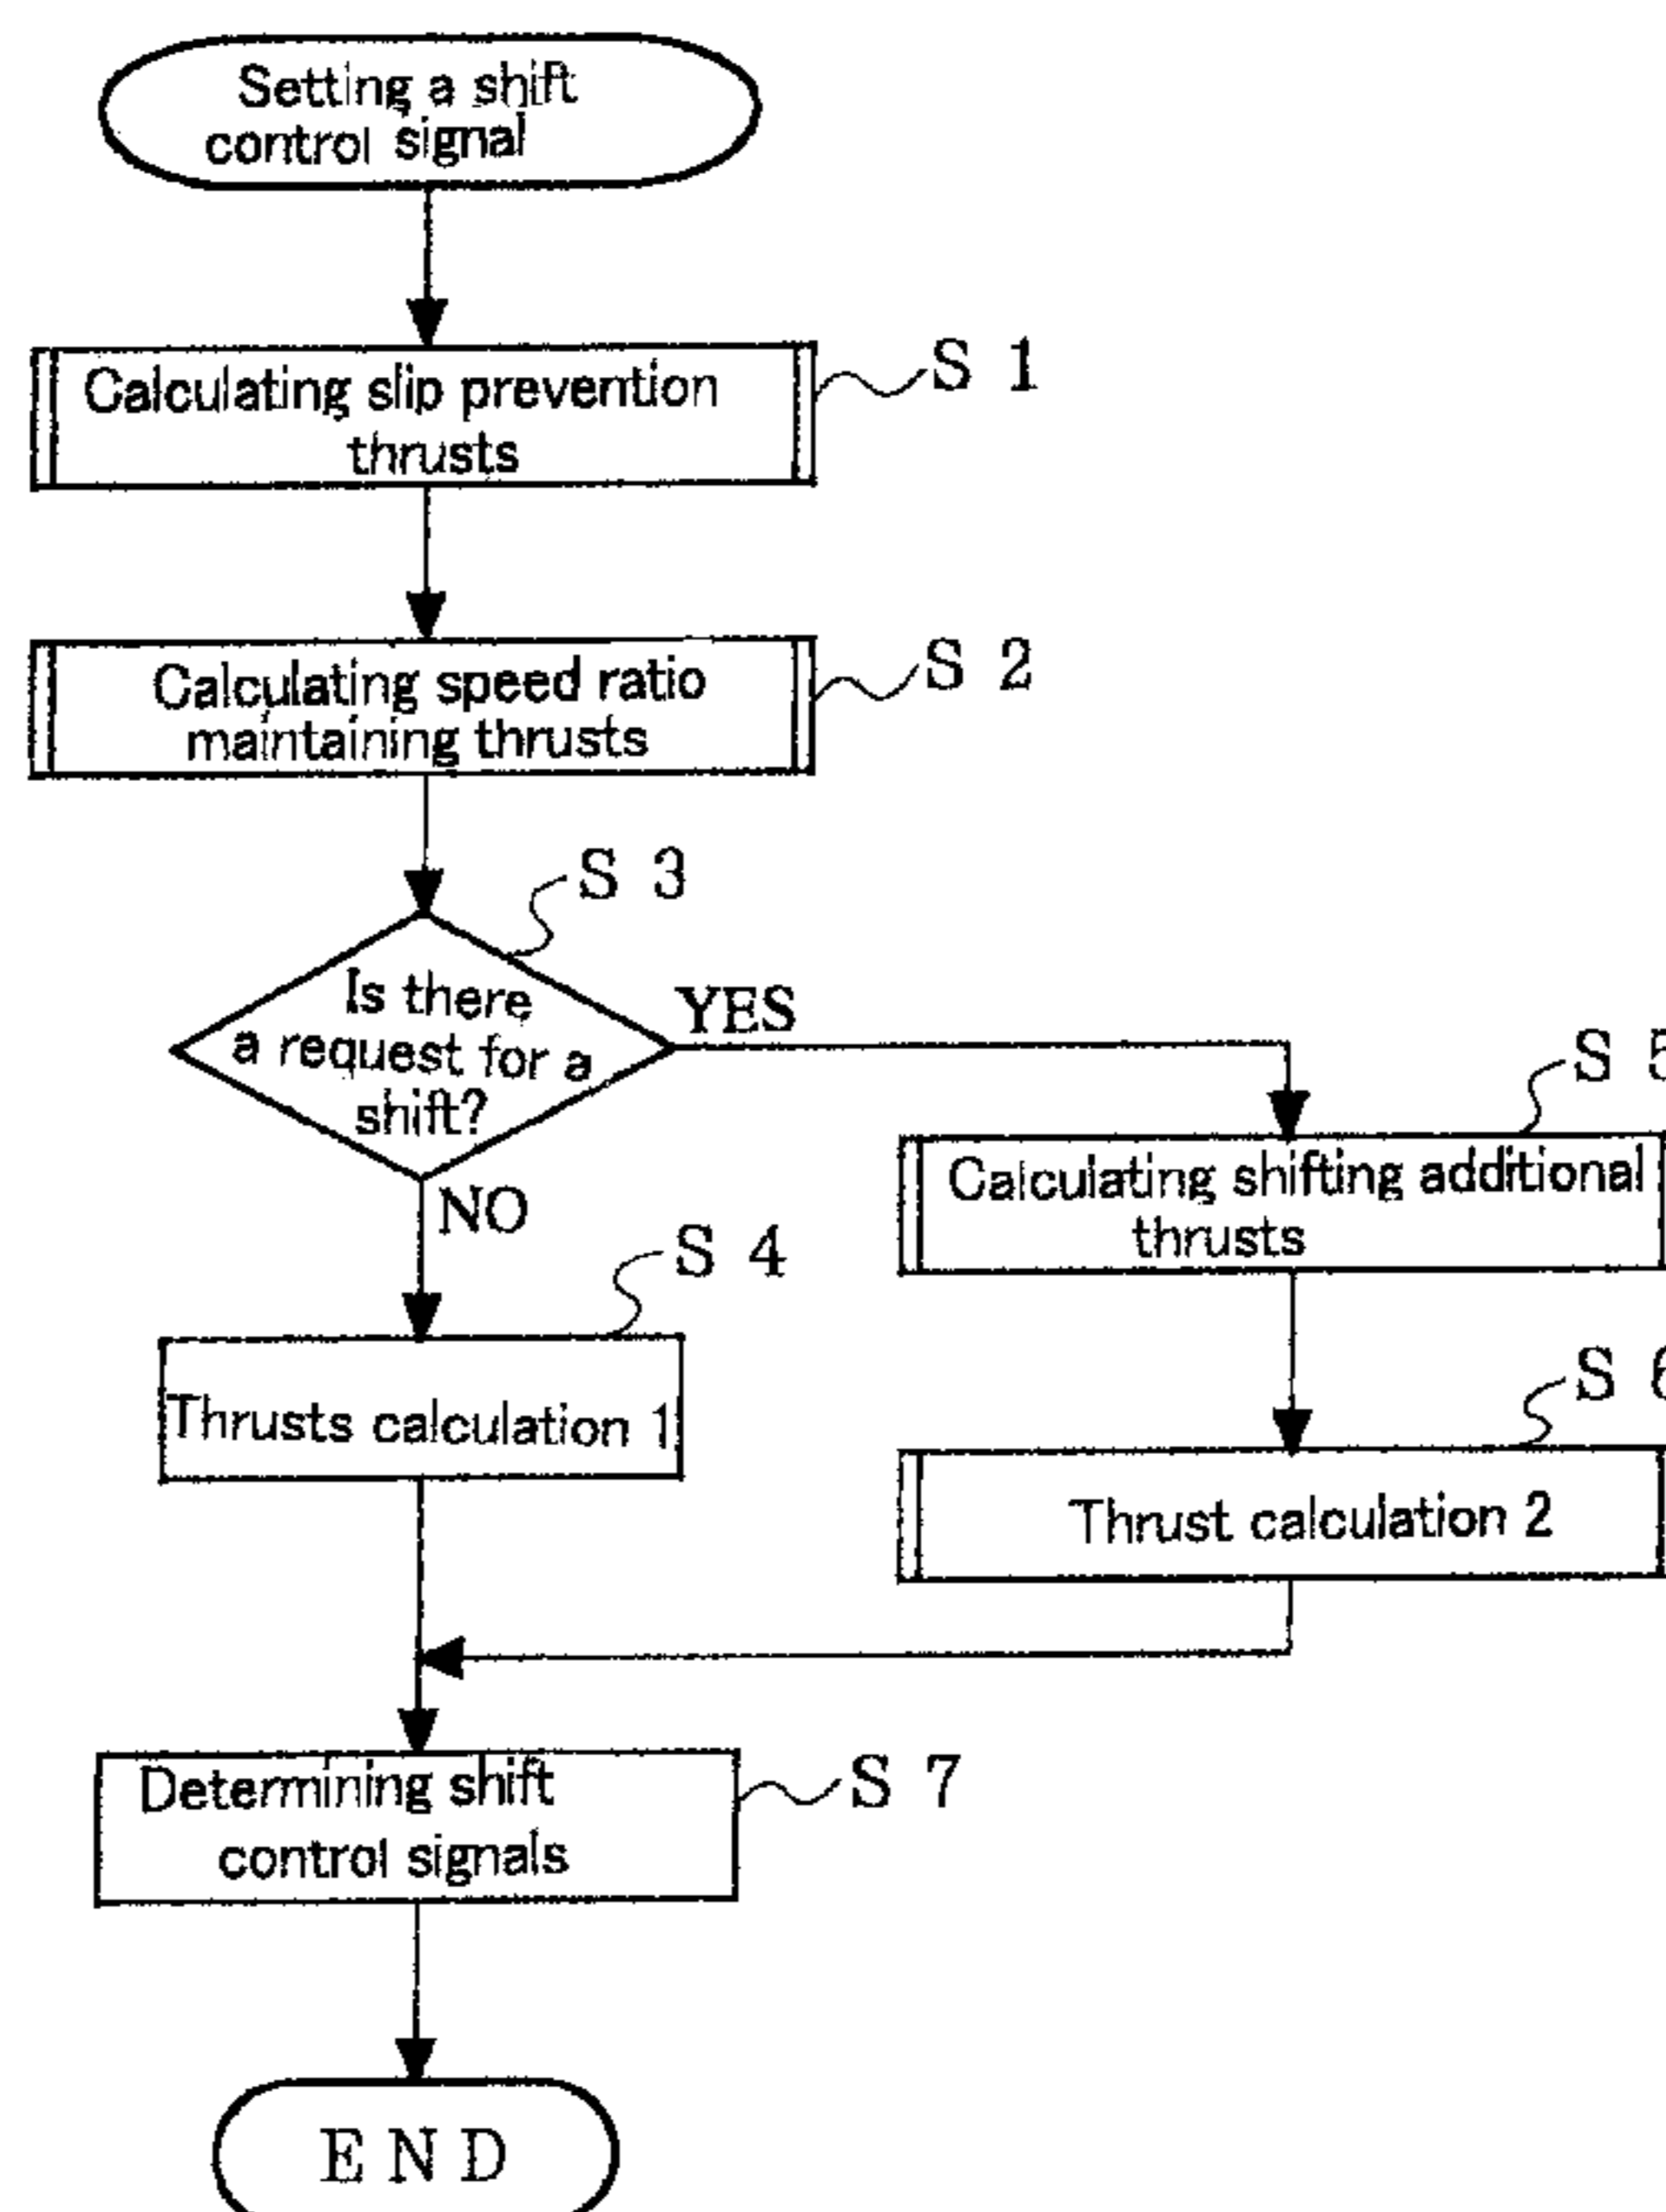 Setting a shift
control signal
Calculating slip prevention
thrusts
S 1
Calculating speed ratio
maintaining thrusts
S 2
S 3
Is there
a request for a
shift?
YES
NO
S 5
Calculating shifting additional
thrusts
S 4
Thrusts calculation 1
S 6
Thrust calculation 2
Determining shift
control signals
S 7
E N D